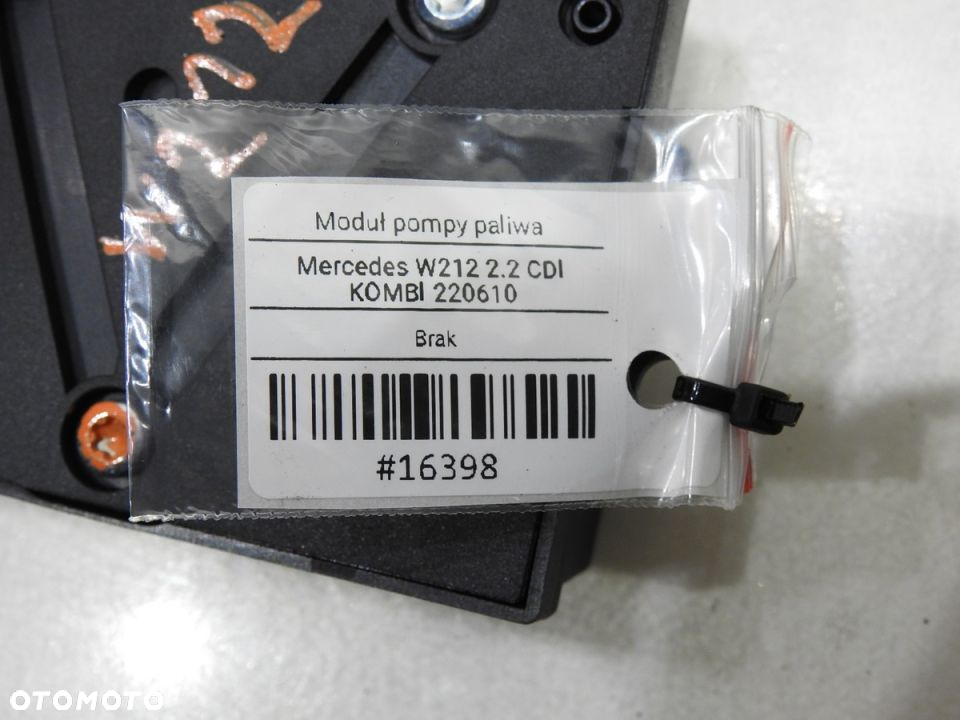 Moduł pompy paliwa
Mercedes W212 2.2 CDI
KOMBI 220610
Brak
#16398
OTOMOTO